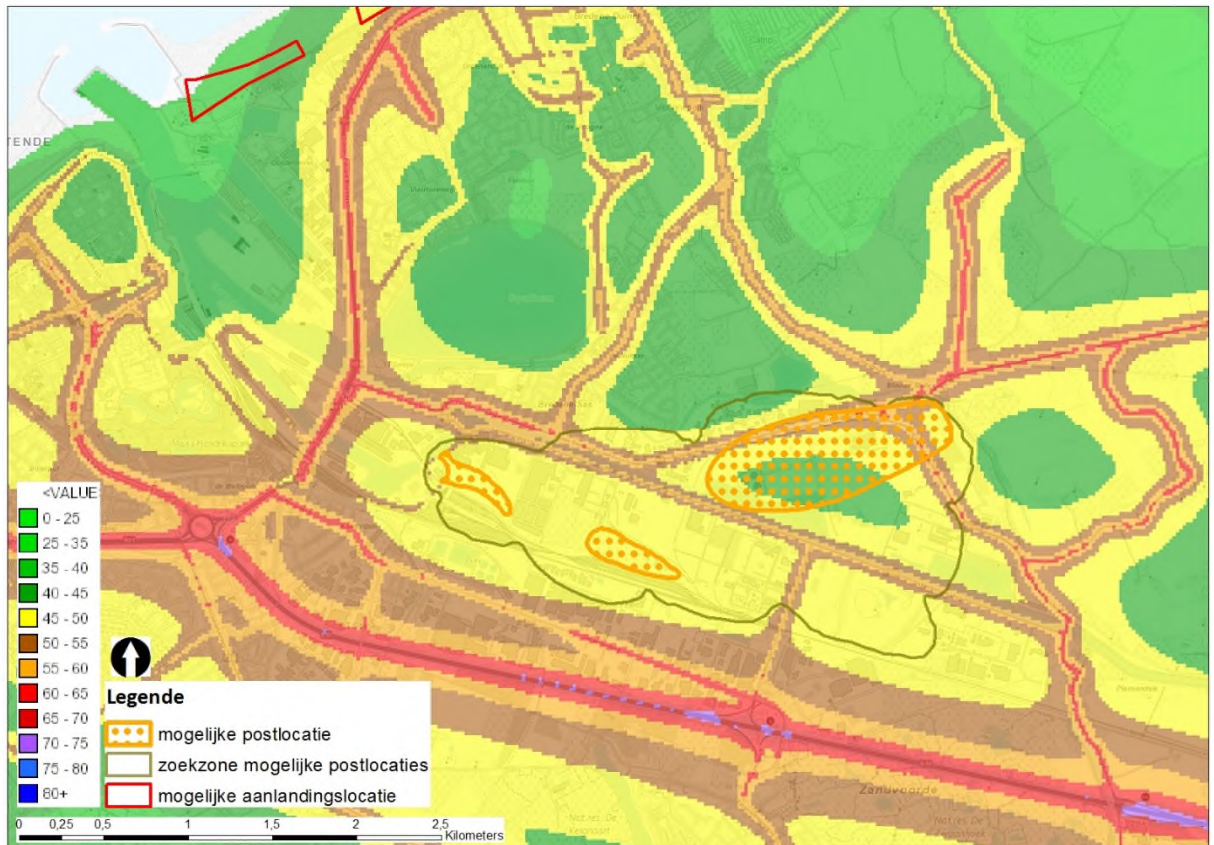 TENDE
Zandvoorde
<VALUE
0 - 25
25 - 35
35 - 40
40 - 45
45 - 50
50 - 55
55 - 60
60 - 65
65 - 70
70 - 75
75 - 80
80+
Legende
mogelijke postlocatie
zoekzone mogelijke postlocaties
mogelijke aanlandingslocatie
0 0,25 0,5 1 1,5 2 2,5
Kilometers